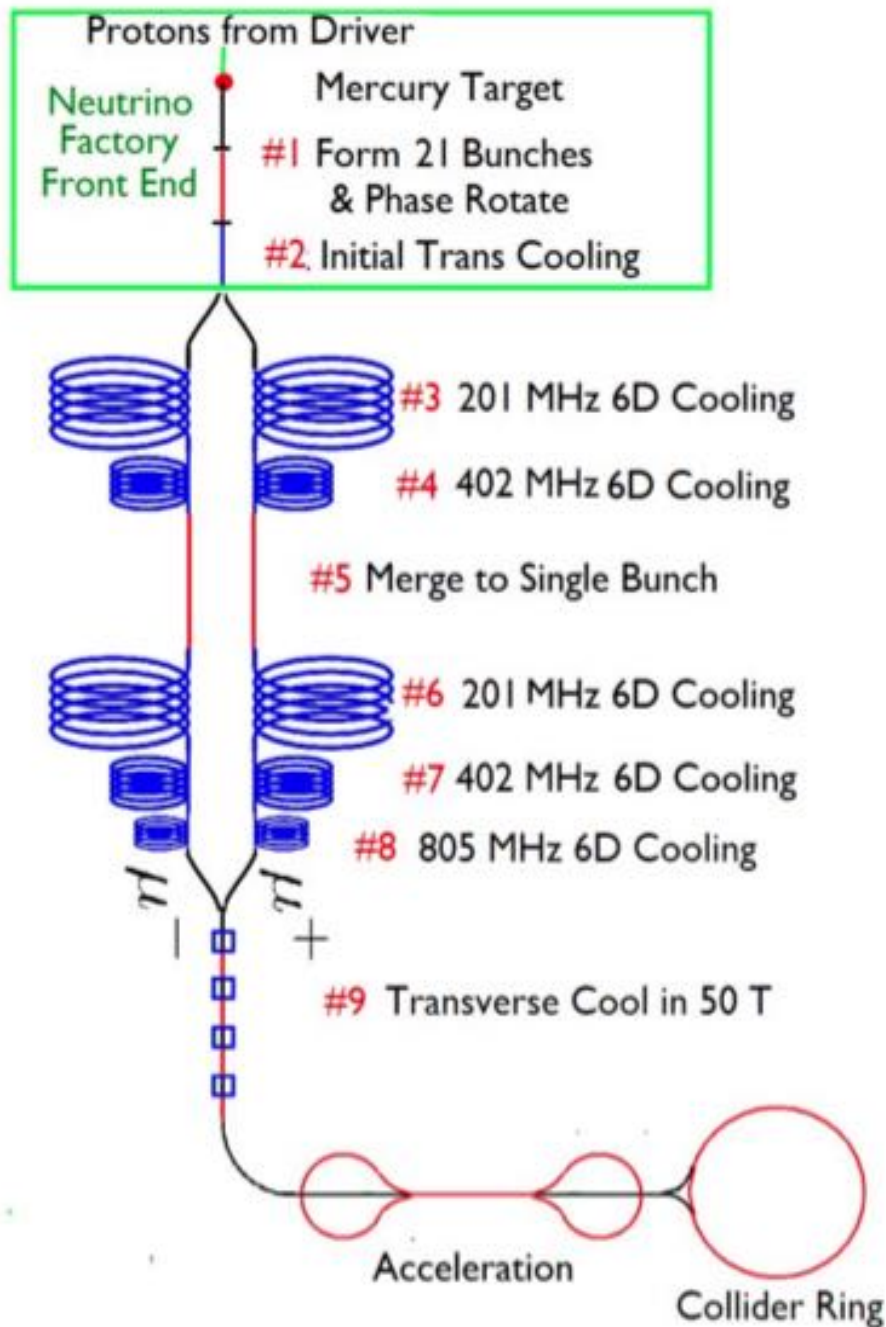 Protons from Driver
Neutrino
Factory
Front End
Mercury Target
#1 Form 21 Bunches
& Phase Rotate
#2. Initial Trans Cooling
#3 201 MHz 6D Cooling
#4 402 MHz 6D Cooling
#5 Merge to Single Bunch
#6 201 MHz 6D Cooling
#7 402 MHz 6D Cooling
#8 805 MHz 6D Cooling
μ− μ+
#9 Transverse Cool in 50 T
Acceleration
Collider Ring